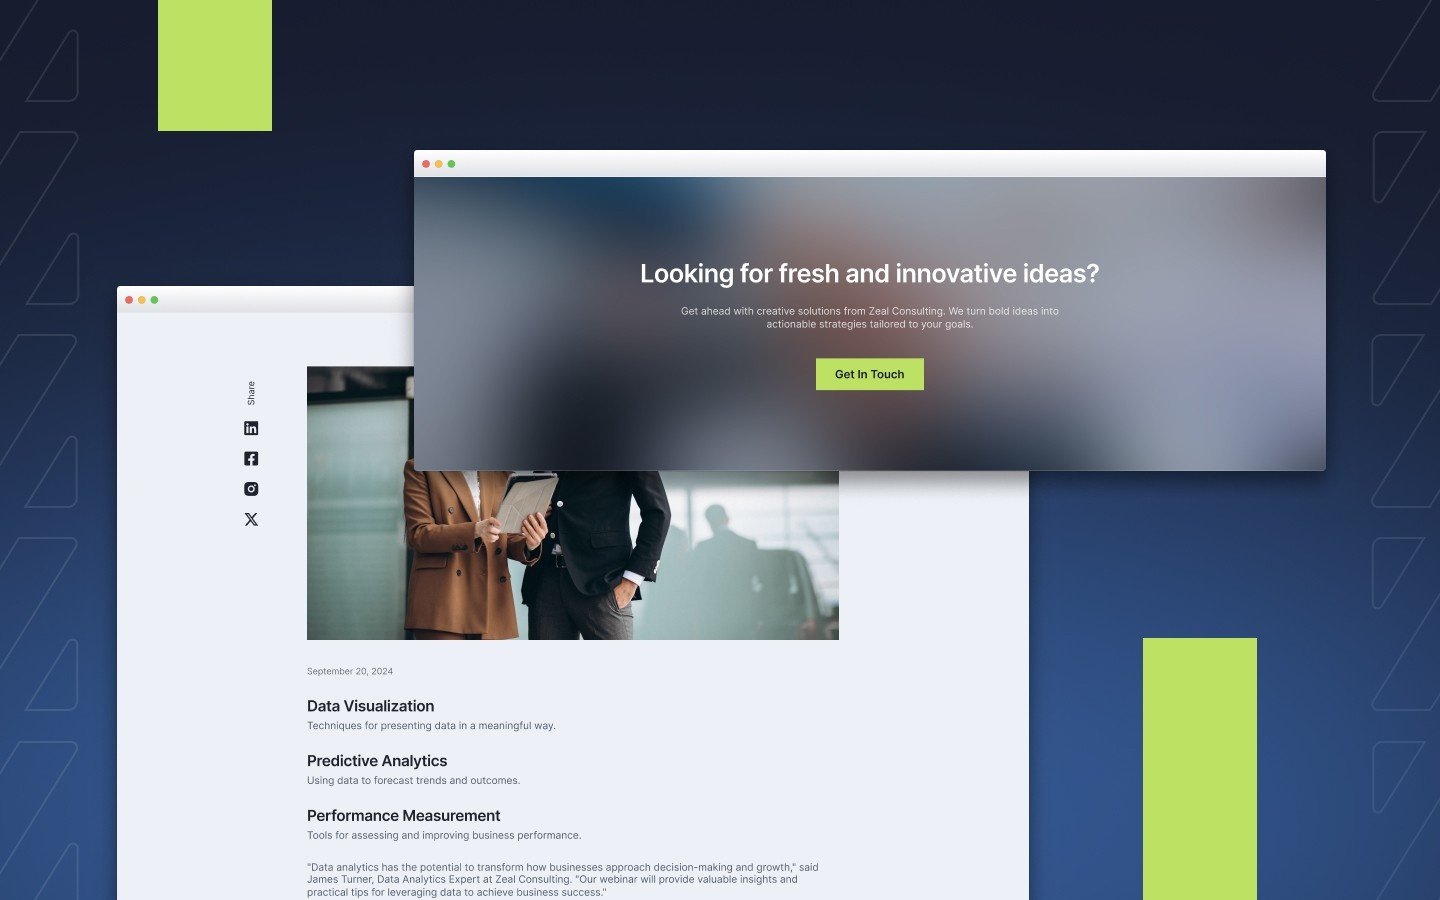 Looking for fresh and innovative ideas?
Get ahead with creative solutions from Zeal Consulting. We turn bold ideas into
actionable strategies tailored to your goals.
Get In Touch
Share
September 20, 2024
Data Visualization
Techniques for presenting data in a meaningful way.
Predictive Analytics
Using data to forecast trends and outcomes.
Performance Measurement
Tools for assessing and improving business performance.
"Data analytics has the potential to transform how businesses approach decision-making and growth," said
James Turner, Data Analytics Expert at Zeal Consulting. "Our webinar will provide valuable insights and
practical tips for leveraging data to achieve business success."